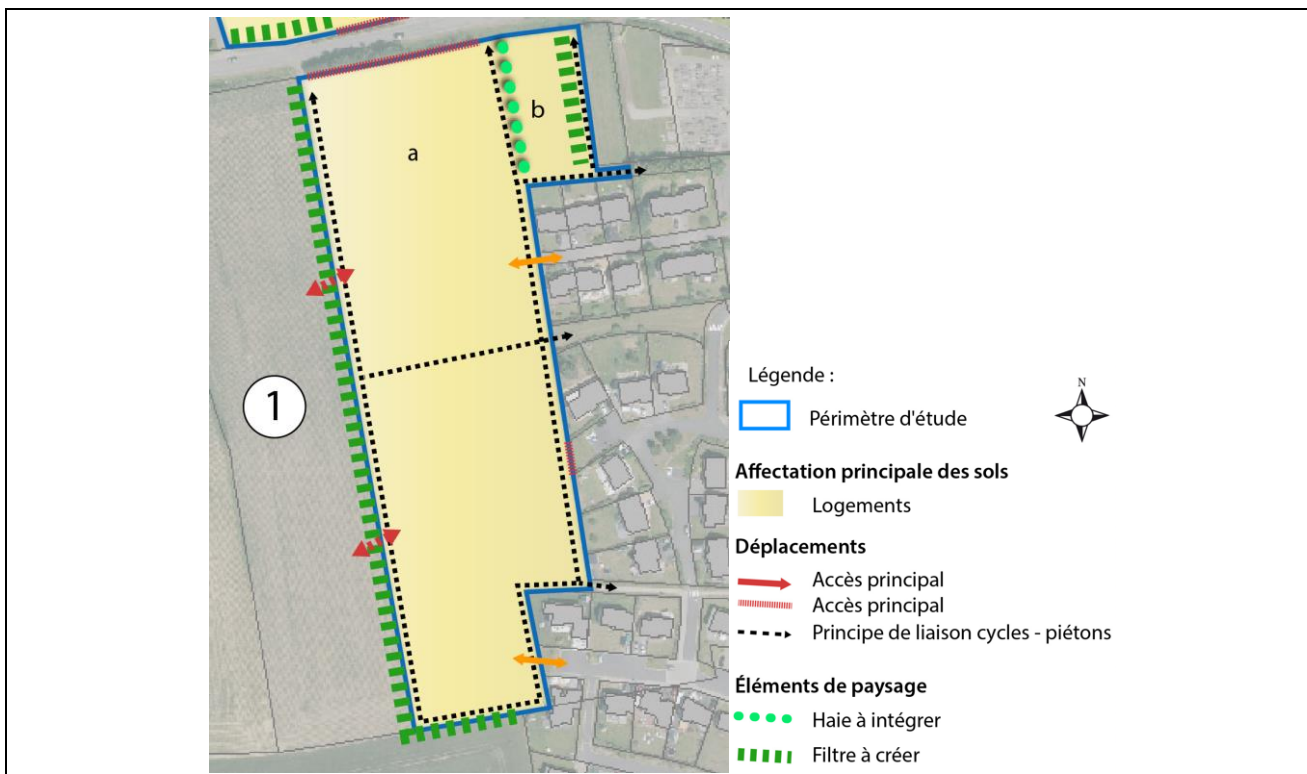 a
b
1
Légende :
N
Périmètre d'étude
Affectation principale des sols
Logements
Déplacements
Accès principal
Accès principal
Principe de liaison cycles - piétons
Éléments de paysage
Haie à intégrer
Filtre à créer